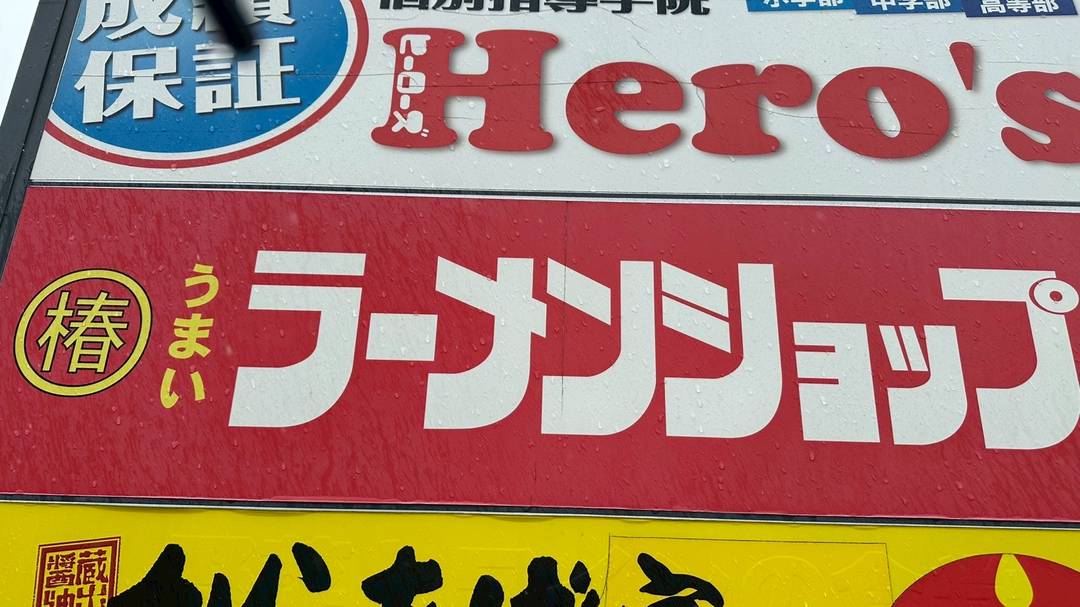 成績
保証
個別指導学院
ヒーローズ
Hero's
小学部
中学部
高等部
椿
うまい
ラーメンショップ
蔵出
醤油